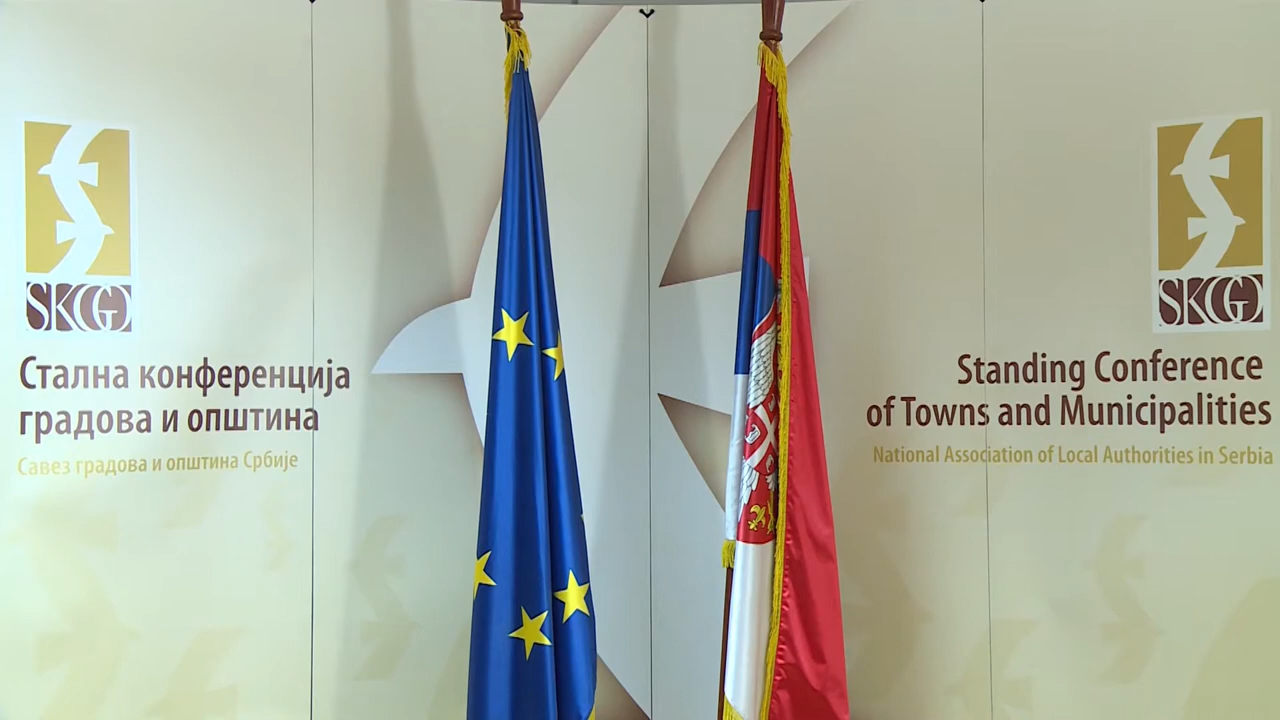 SKGO
Стална конференција
градова и општина
Савез градова и општина Србије
SKGO
Standing Conference
of Towns and Municipalities
National Association of Local Authorities in Serbia